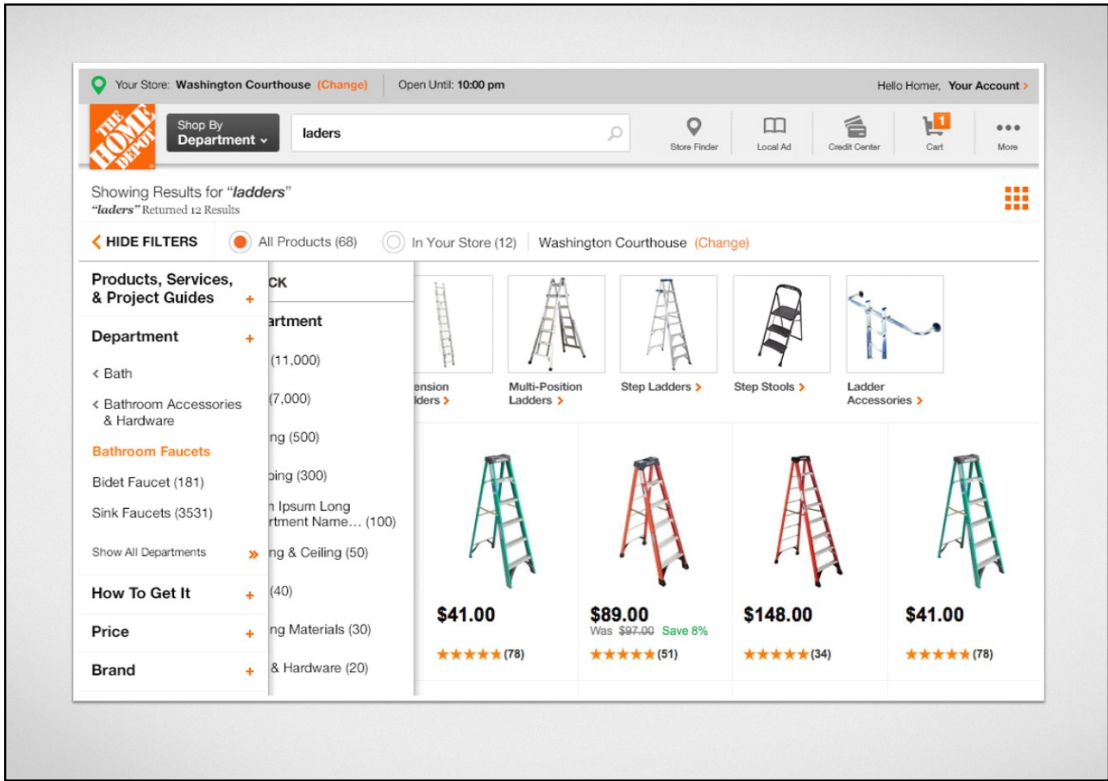 Your Store: Washington Courthouse (Change)
Open Until: 10:00 pm
Hello Homer, Your Account >
THE HOME DEPOT
Shop By
Department
laders
Store Finder
Local Ad
Credit Center
1
Cart
More
Showing Results for “ladders”
“laders” Returned 12 Results
HIDE FILTERS
All Products (68)
In Your Store (12)
Washington Courthouse (Change)
Products, Services,
& Project Guides +
Department +
< Bath
< Bathroom Accessories
& Hardware
Bathroom Faucets
Bidet Faucet (181)
Sink Faucets (3531)
Show All Departments »
How To Get It +
Price +
Brand +
CK
artment
(11,000)
(7,000)
ng (500)
ing (300)
Ipsum Long
rtment Name... (100)
ng & Ceiling (50)
(40)
ng Materials (30)
& Hardware (20)
ension
ders >
Multi-Position
Ladders >
Step Ladders >
Step Stools >
Ladder
Accessories >
$41.00
(78)
$89.00
Was $97.00 Save 8%
(51)
$148.00
(34)
$41.00
(78)